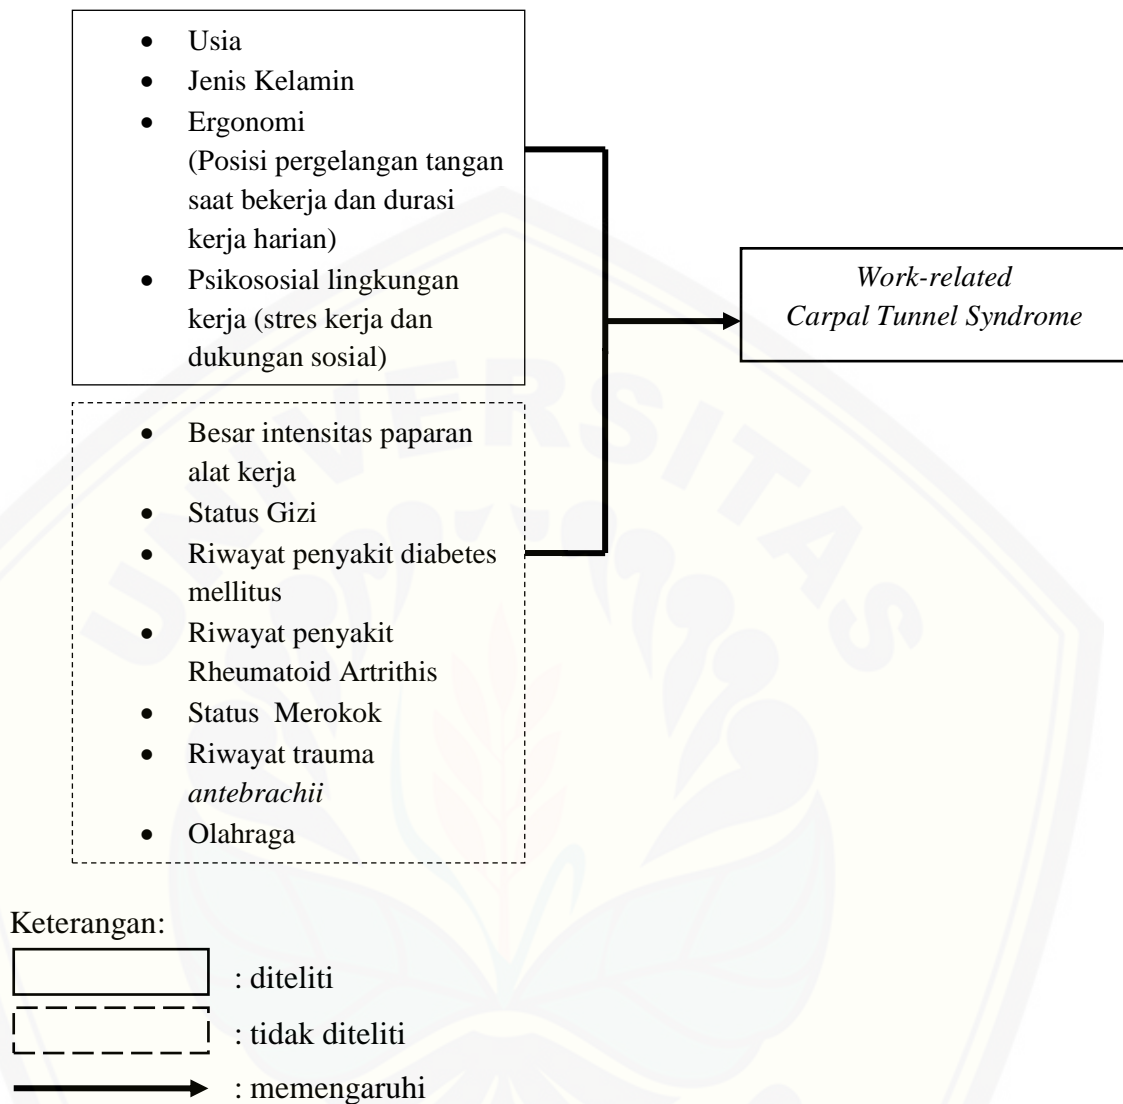 • Usia
• Jenis Kelamin
• Ergonomi
(Posisi pergelangan tangan
saat bekerja dan durasi
kerja harian)
• Psikososial lingkungan
kerja (stres kerja dan
dukungan sosial)
Work-related
Carpal Tunnel Syndrome
• Besar intensitas paparan
alat kerja
• Status Gizi
• Riwayat penyakit diabetes
mellitus
• Riwayat penyakit
Rheumatoid Artrithis
• Status Merokok
• Riwayat trauma
antebrachii
• Olahraga
Keterangan:
: diteliti
: tidak diteliti
: memengaruhi
UNIVERSITAS